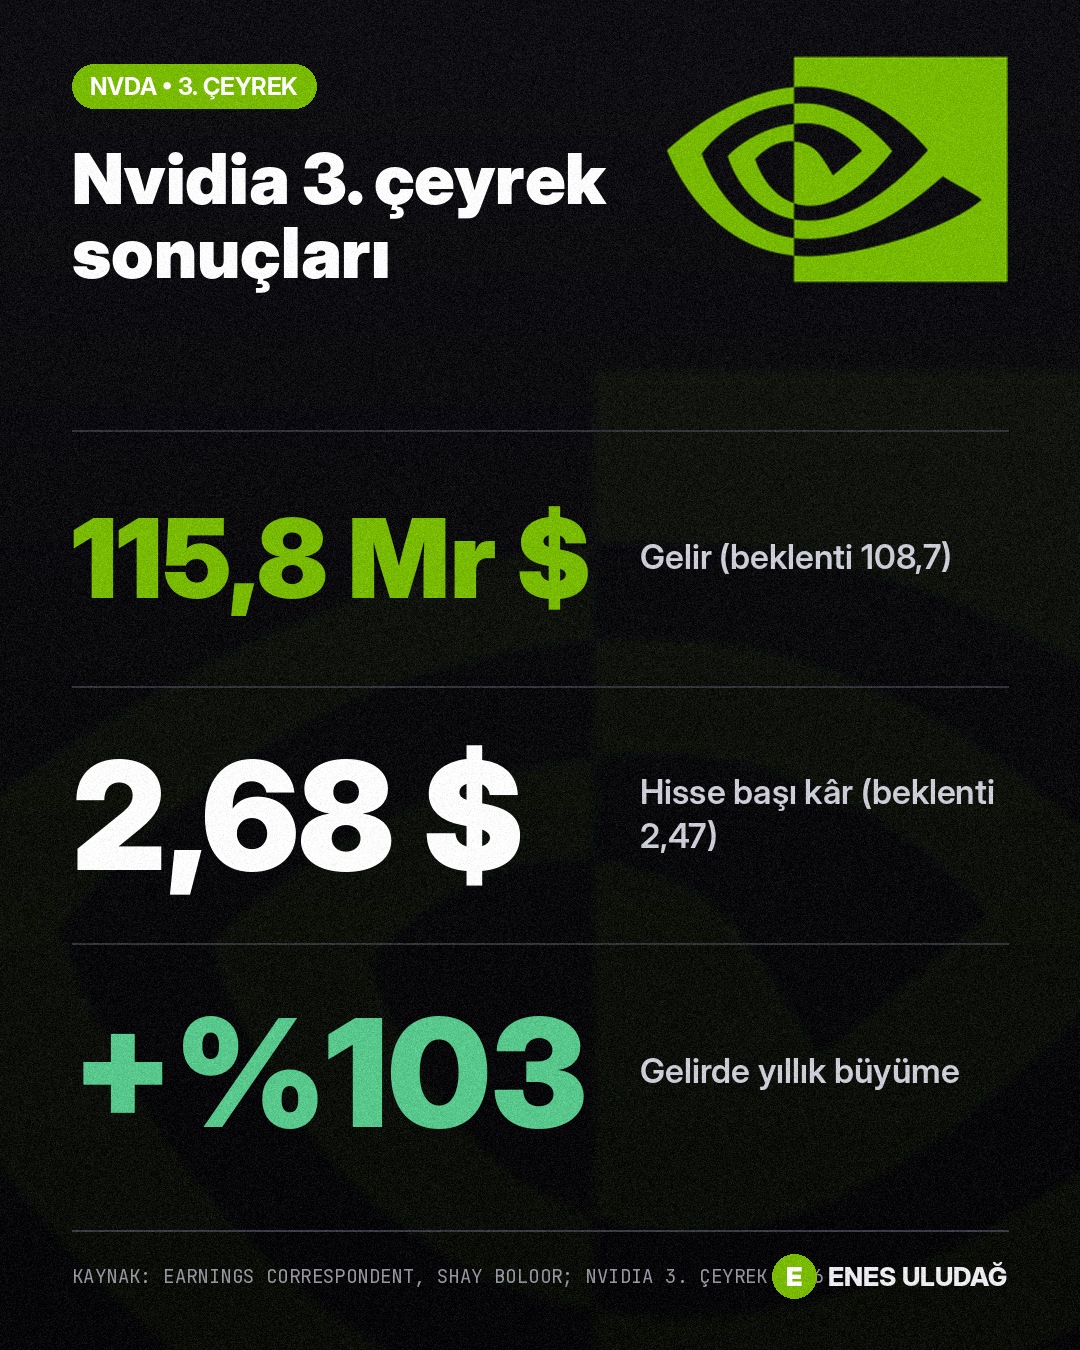 NVDA • 3. ÇEYREK
Nvidia 3. çeyrek
sonuçları
115,8 Mr $
Gelir (beklenti 108,7)
2,68 $
Hisse başı kâr (beklenti
2,47)
+%103
Gelirde yıllık büyüme
KAYNAK: EARNINGS CORRESPONDENT, SHAY BOLOOR; NVIDIA 3. ÇEYREK
E ENES ULUDAĞ